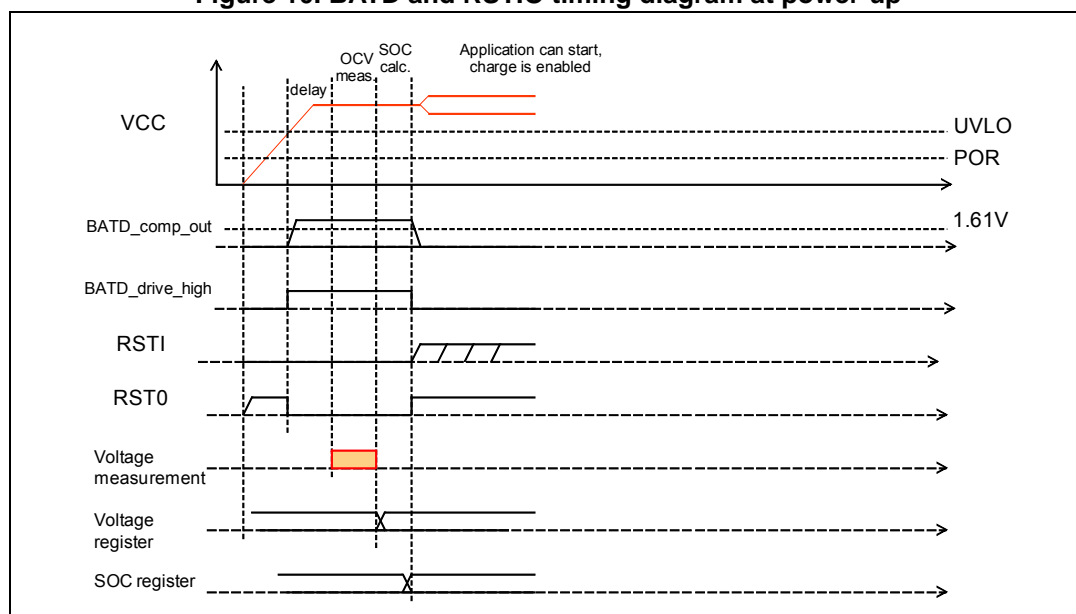 Figure 10. BATD and RSTIO timing diagram at power-up
OCV
meas.
SOC
calc.
Application can start,
charge is enabled
delay
VCC
UVLO
POR
BATD_comp_out
1.61V
BATD_drive_high
RSTI
RST0
Voltage
measurement
Voltage
register
SOC register